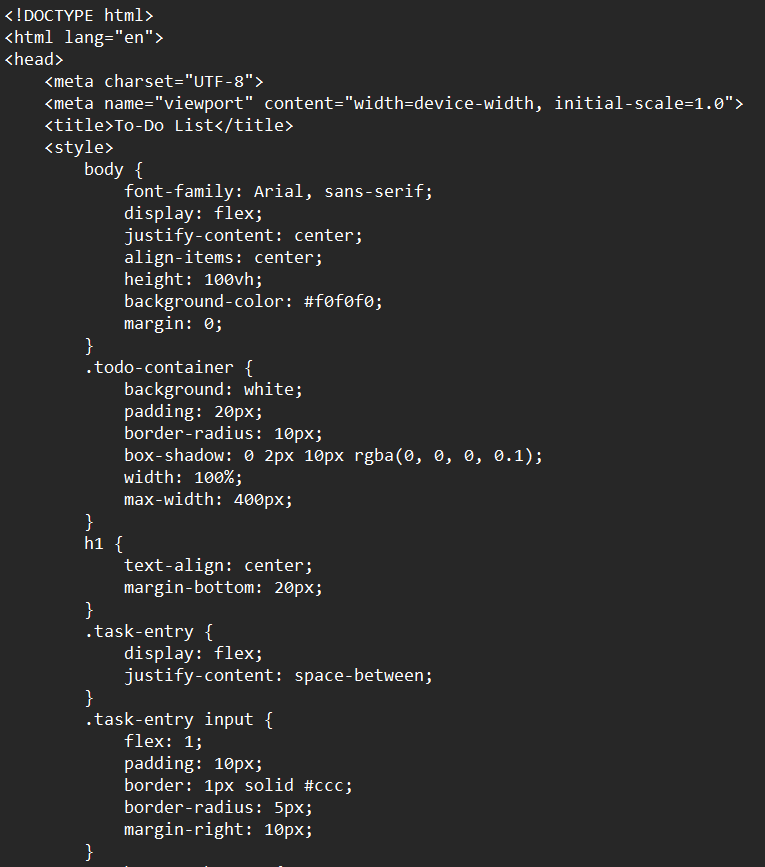 <!DOCTYPE html>
<html lang="en">
<head>
    <meta charset="UTF-8">
    <meta name="viewport" content="width=device-width, initial-scale=1.0">
    <title>To-Do List</title>
    <style>
        body {
            font-family: Arial, sans-serif;
            display: flex;
            justify-content: center;
            align-items: center;
            height: 100vh;
            background-color: #f0f0f0;
            margin: 0;
        }
        .todo-container {
            background: white;
            padding: 20px;
            border-radius: 10px;
            box-shadow: 0 2px 10px rgba(0, 0, 0, 0.1);
            width: 100%;
            max-width: 400px;
        }
        h1 {
            text-align: center;
            margin-bottom: 20px;
        }
        .task-entry {
            display: flex;
            justify-content: space-between;
        }
        .task-entry input {
            flex: 1;
            padding: 10px;
            border: 1px solid #ccc;
            border-radius: 5px;
            margin-right: 10px;
        }